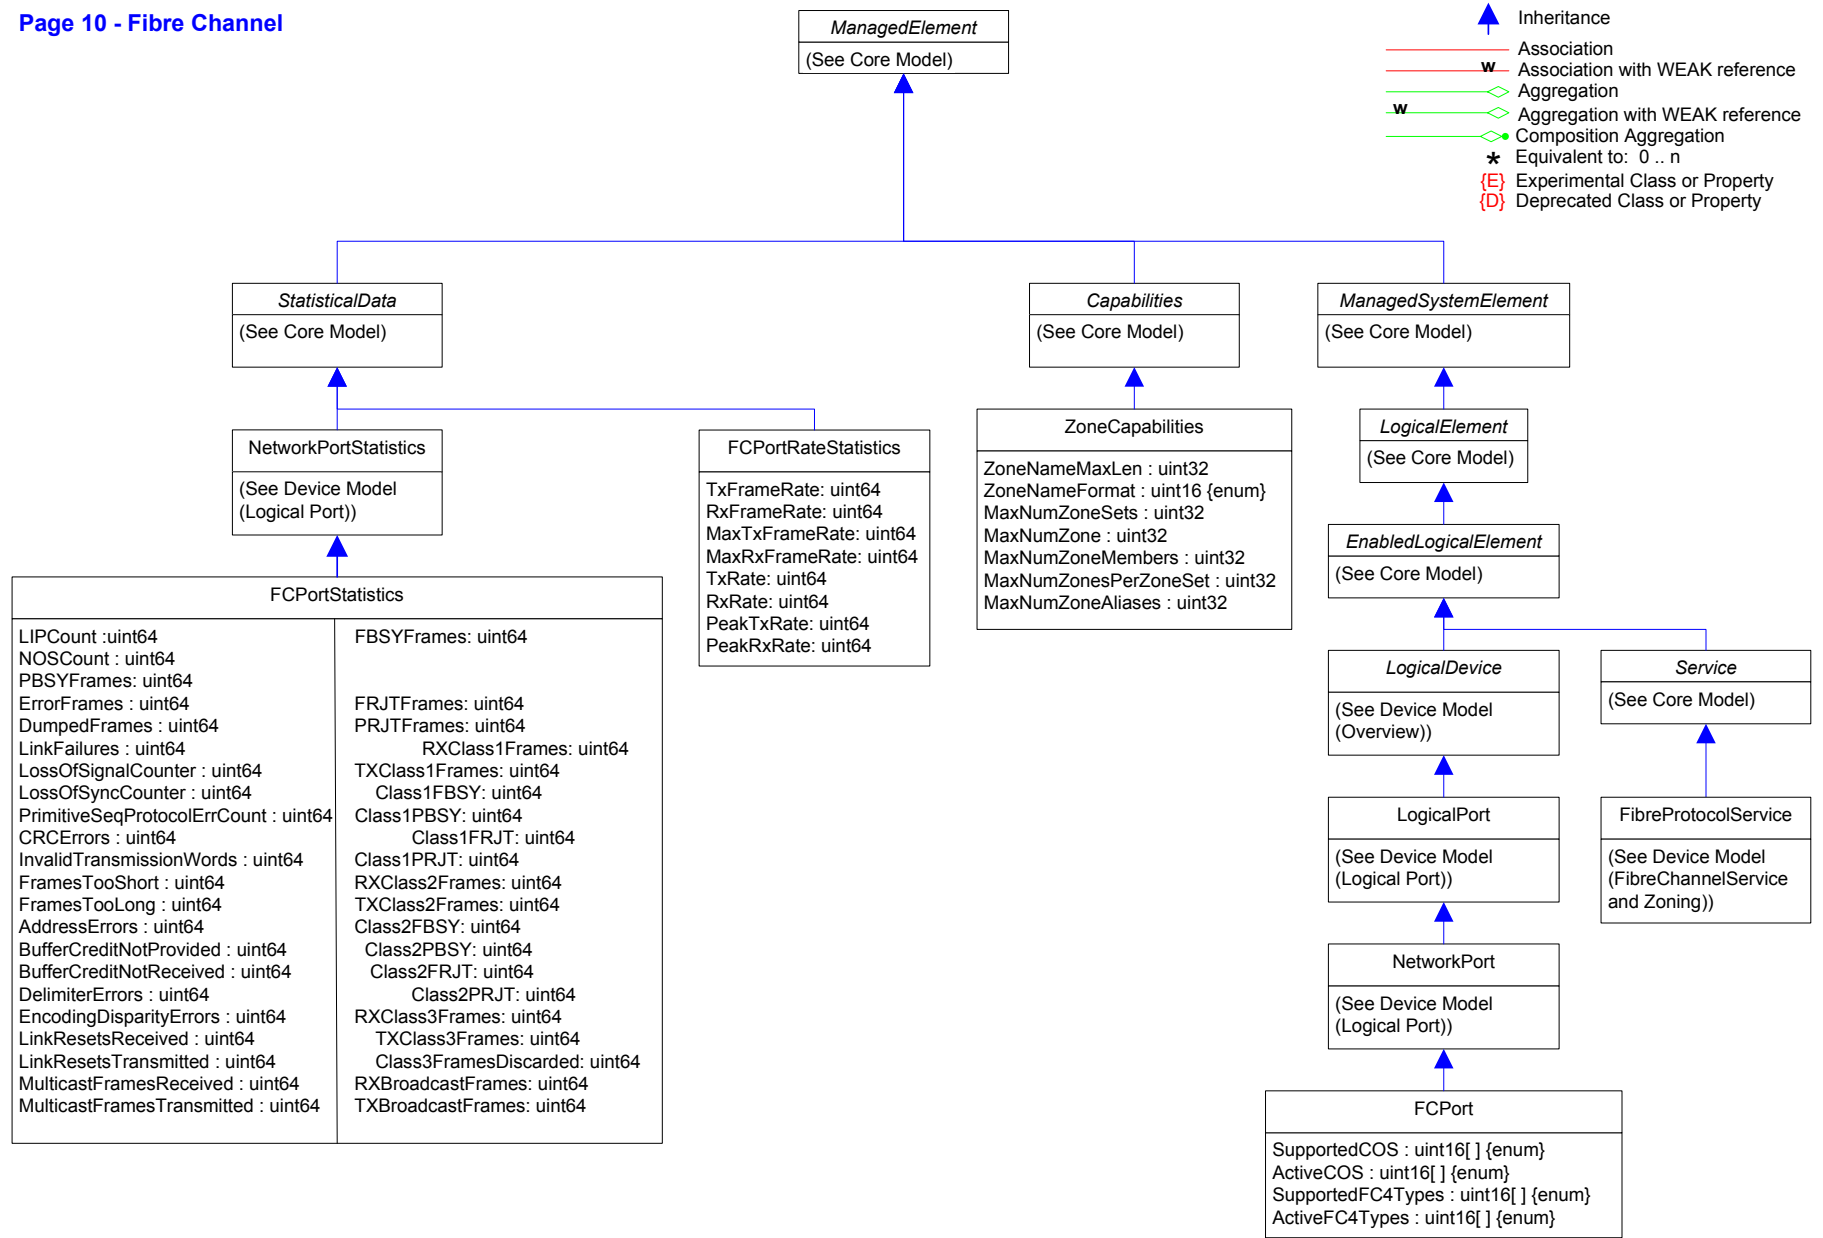 Page 10 - Fibre Channel
ManagedElement
(See Core Model)
Inheritance
Association
w
Association with WEAK reference
Aggregation
w
Aggregation with WEAK reference
Composition Aggregation
* Equivalent to: 0 .. n
{E} Experimental Class or Property
{D} Deprecated Class or Property
StatisticalData
(See Core Model)
Capabilities
(See Core Model)
ManagedSystemElement
(See Core Model)
NetworkPortStatistics
(See Device Model
(Logical Port))
FCPortRateStatistics
TxFrameRate: uint64
RxFrameRate: uint64
MaxTxFrameRate: uint64
MaxRxFrameRate: uint64
TxRate: uint64
RxRate: uint64
PeakTxRate: uint64
PeakRxRate: uint64
ZoneCapabilities
ZoneNameMaxLen : uint32
ZoneNameFormat : uint16 {enum}
MaxNumZoneSets : uint32
MaxNumZone : uint32
MaxNumZoneMembers : uint32
MaxNumZonesPerZoneSet : uint32
MaxNumZoneAliases : uint32
LogicalElement
(See Core Model)
EnabledLogicalElement
(See Core Model)
FCPortStatistics
LIPCount :uint64
NOSCount : uint64
PBSYFrames: uint64
ErrorFrames : uint64
DumpedFrames : uint64
LinkFailures : uint64
LossOfSignalCounter : uint64
LossOfSyncCounter : uint64
PrimitiveSeqProtocolErrCount : uint64
CRCErrors : uint64
InvalidTransmissionWords : uint64
FramesTooShort : uint64
FramesTooLong : uint64
AddressErrors : uint64
BufferCreditNotProvided : uint64
BufferCreditNotReceived : uint64
DelimiterErrors : uint64
EncodingDisparityErrors : uint64
LinkResetsReceived : uint64
LinkResetsTransmitted : uint64
MulticastFramesReceived : uint64
MulticastFramesTransmitted : uint64
FBSYFrames: uint64
FRJTFrames: uint64
PRJTFrames: uint64
RXClass1Frames: uint64
TXClass1Frames: uint64
Class1FBSY: uint64
Class1PBSY: uint64
Class1FRJT: uint64
Class1PRJT: uint64
RXClass2Frames: uint64
TXClass2Frames: uint64
Class2FBSY: uint64
Class2PBSY: uint64
Class2FRJT: uint64
Class2PRJT: uint64
RXClass3Frames: uint64
TXClass3Frames: uint64
Class3FramesDiscarded: uint64
RXBroadcastFrames: uint64
TXBroadcastFrames: uint64
LogicalDevice
(See Device Model
(Overview))
Service
(See Core Model)
LogicalPort
(See Device Model
(Logical Port))
FibreProtocolService
(See Device Model
(FibreChannelService
and Zoning))
NetworkPort
(See Device Model
(Logical Port))
FCPort
SupportedCOS : uint16[ ] {enum}
ActiveCOS : uint16[ ] {enum}
SupportedFC4Types : uint16[ ] {enum}
ActiveFC4Types : uint16[ ] {enum}